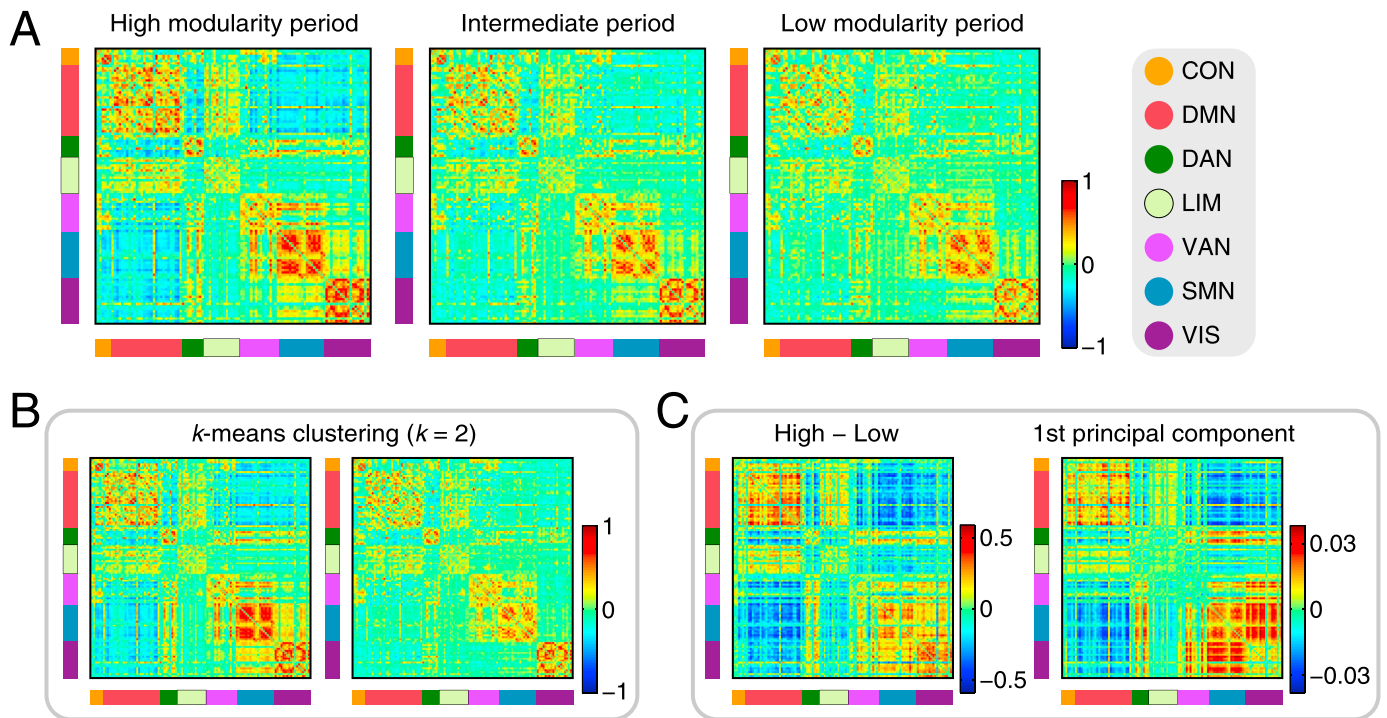 A
High modularity period
Intermediate period
Low modularity period
1
0
−1
CON
DMN
DAN
LIM
VAN
SMN
VIS
B
k-means clustering (k = 2)
1
0
−1
C
High − Low
0.5
0
−0.5
1st principal component
0.03
0
−0.03